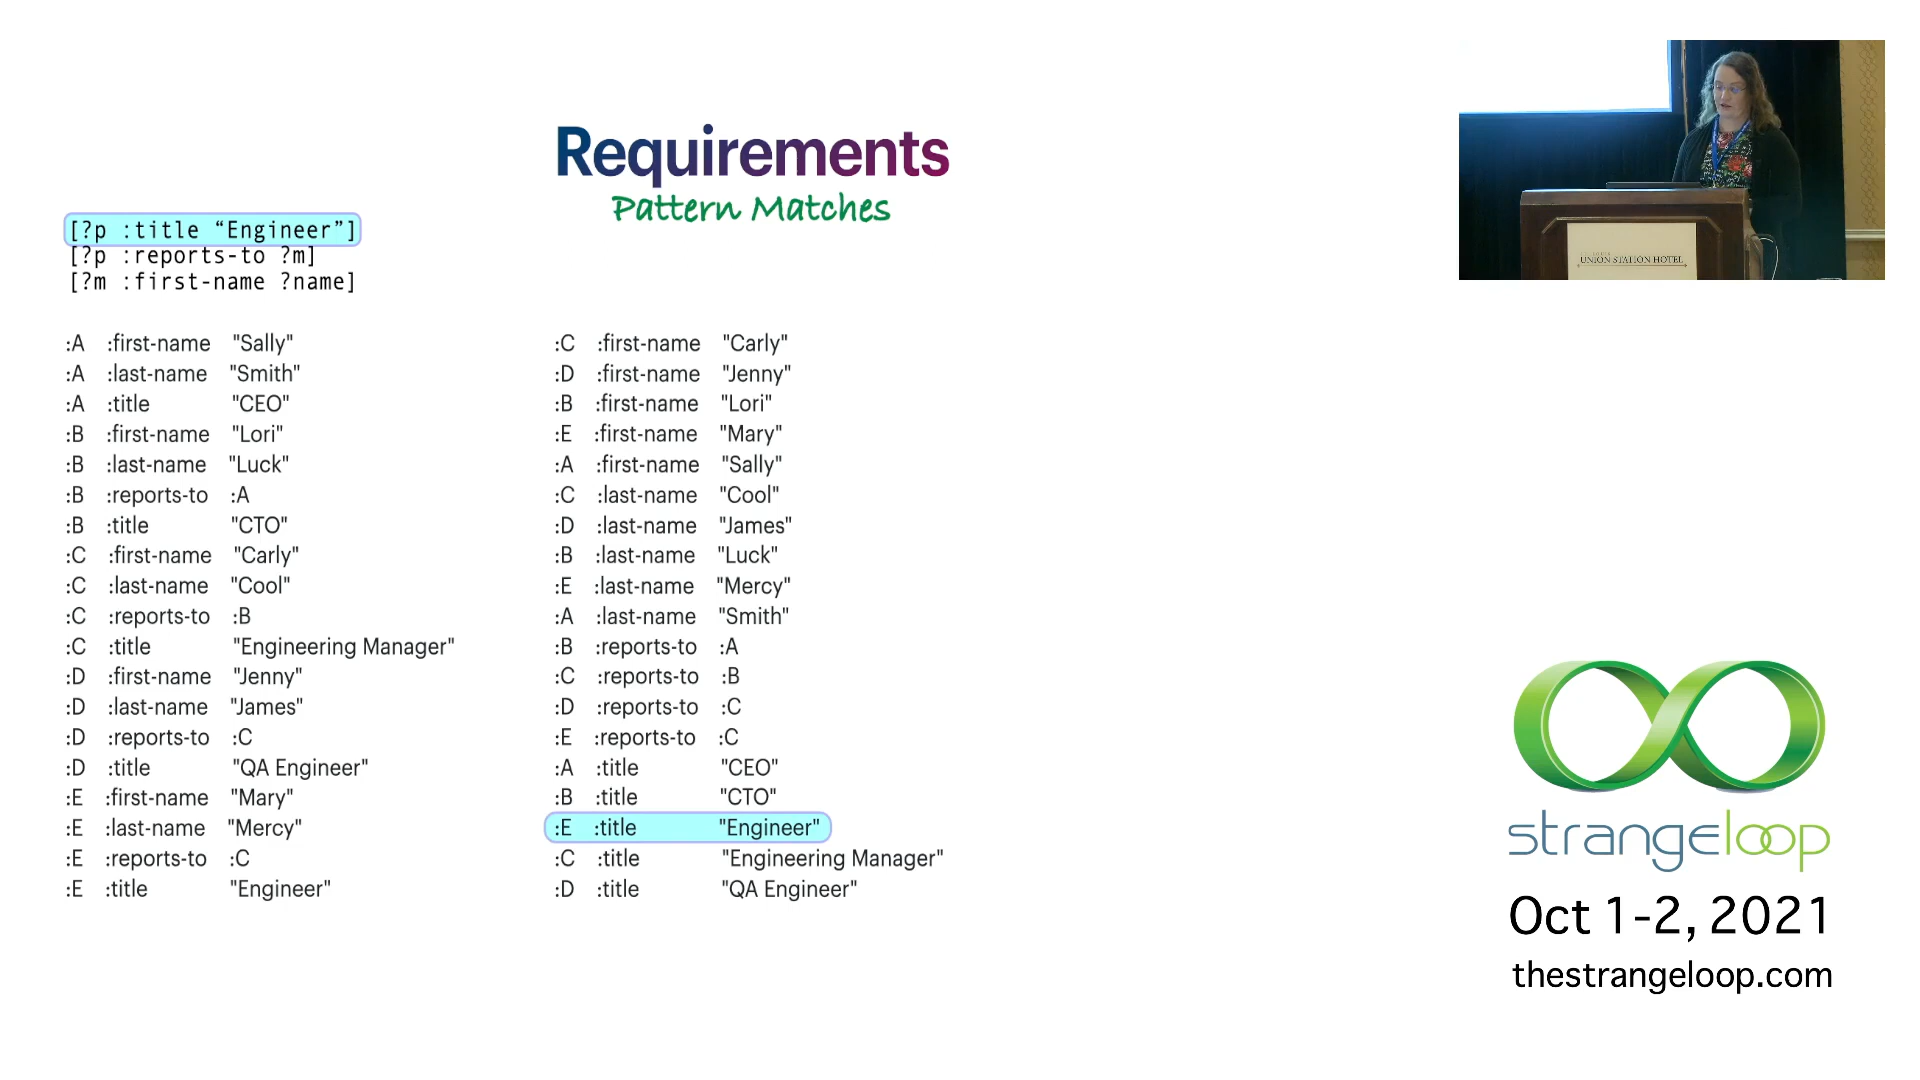 Requirements
Pattern Matches
[?p :title “Engineer”]
[?p :reports-to ?m]
[?m :first-name ?name]
:A :first-name "Sally"
:A :last-name "Smith"
:A :title "CEO"
:B :first-name "Lori"
:B :last-name "Luck"
:B :reports-to :A
:B :title "CTO"
:C :first-name "Carly"
:C :last-name "Cool"
:C :reports-to :B
:C :title "Engineering Manager"
:D :first-name "Jenny"
:D :last-name "James"
:D :reports-to :C
:D :title "QA Engineer"
:E :first-name "Mary"
:E :last-name "Mercy"
:E :reports-to :C
:E :title "Engineer"
:C :first-name "Carly"
:D :first-name "Jenny"
:B :first-name "Lori"
:E :first-name "Mary"
:A :first-name "Sally"
:C :last-name "Cool"
:D :last-name "James"
:B :last-name "Luck"
:E :last-name "Mercy"
:A :last-name "Smith"
:B :reports-to :A
:C :reports-to :B
:D :reports-to :C
:E :reports-to :C
:A :title "CEO"
:B :title "CTO"
:E :title "Engineer"
:C :title "Engineering Manager"
:D :title "QA Engineer"
UNION STATION HOTEL
strangeloop
Oct 1-2, 2021
thestrangeloop.com